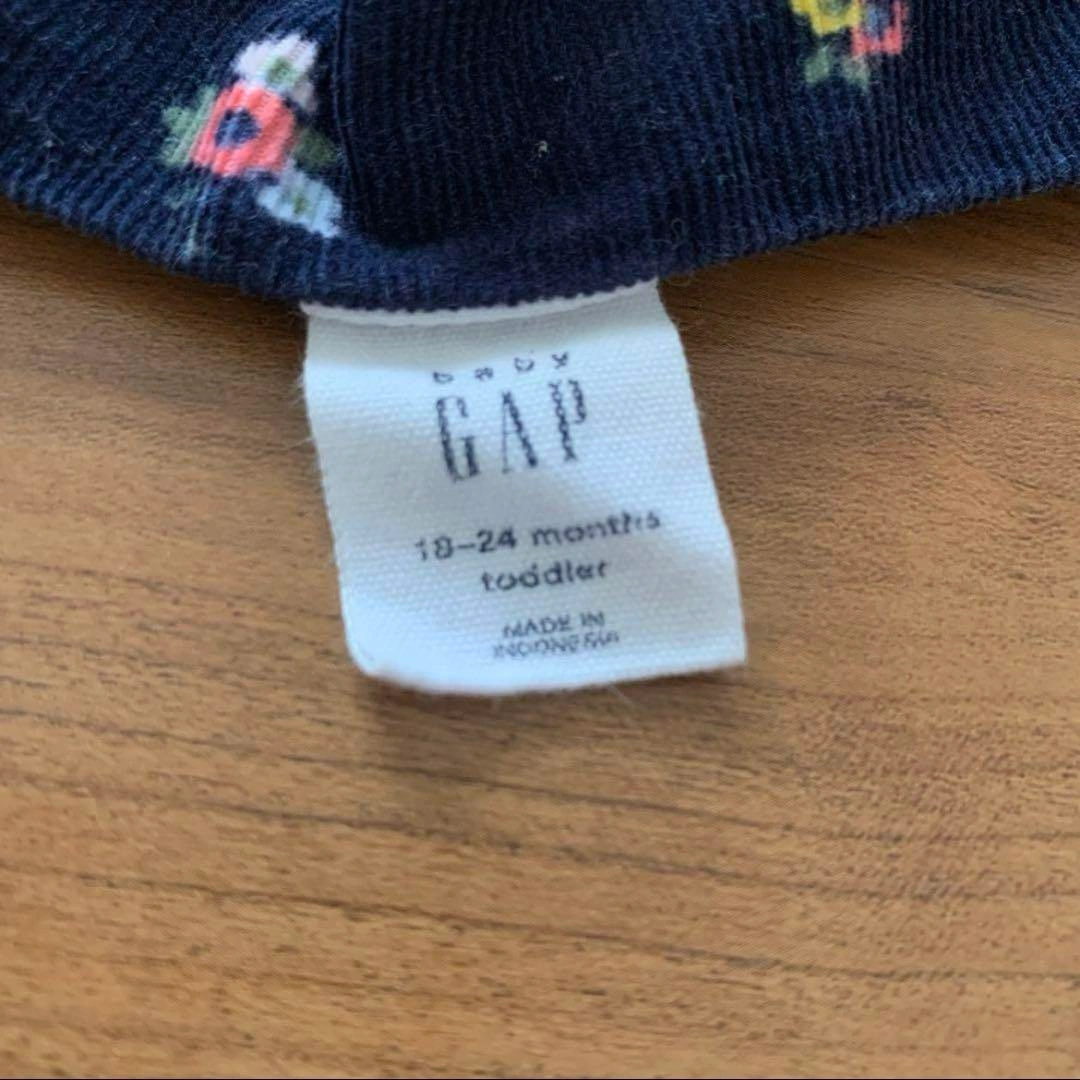 baby
GAP
18-24 months
toddler
MADE IN
INDONESIA